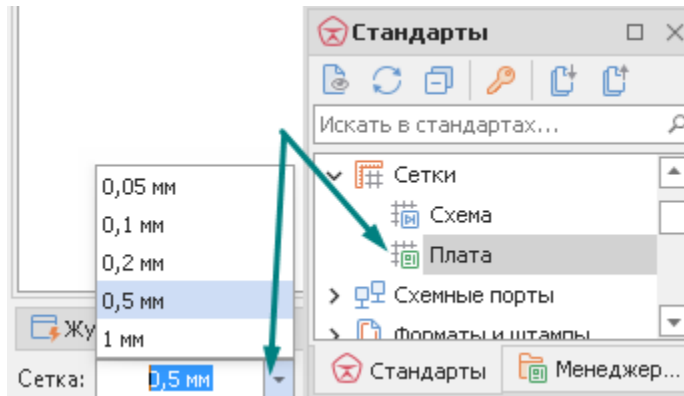 Стандарты
Искать в стандартах...
Сетки
Схема
Плата
Схемные порты
Форматы и штампы
Стандарты
Менеджер...
0,05 мм
0,1 мм
0,2 мм
0,5 мм
1 мм
Жу
Сетка: 0,5 мм